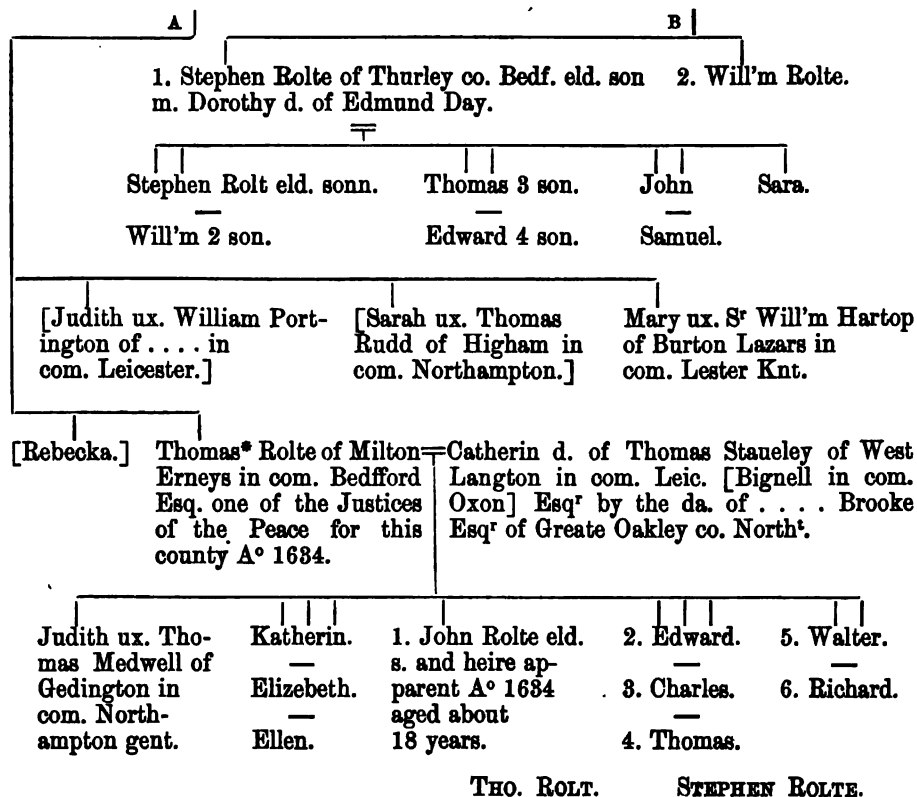 A B
1. Stephen Rolte of Thurley co. Bedf. eld. son
m. Dorothy d. of Edmund Day.
2. Will'm Rolte.
Stephen Rolt eld. sonn.
Will'm 2 son.
Thomas 3 son.
Edward 4 son.
John
Samuel.
Sara.
[Judith ux. William Port-
ington of . . . . in
com. Leicester.]
[Sarah ux. Thomas
Rudd of Higham in
com. Northampton.]
Mary ux. Sʳ Will'm Hartop
of Burton Lazars in
com. Lester Knt.
[Rebecka.]
Thomas* Rolte of Milton
Erneys in com. Bedfford
Esq. one of the Justices
of the Peace for this
county Aº 1634.
Catherin d. of Thomas Staueley of West
Langton in com. Leic. [Bignell in com.
Oxon] Esqʳ by the da. of . . . . Brooke
Esqʳ of Greate Oakley co. Northᵗ.
Judith ux. Tho-
mas Medwell of
Gedington in
com. North-
ampton gent.
Katherin.
Elizebeth.
Ellen.
1. John Rolte eld.
s. and heire ap-
parent Aº 1634
aged about
18 years.
2. Edward.
3. Charles.
4. Thomas.
5. Walter.
6. Richard.
THO. ROLT. STEPHEN ROLTE.